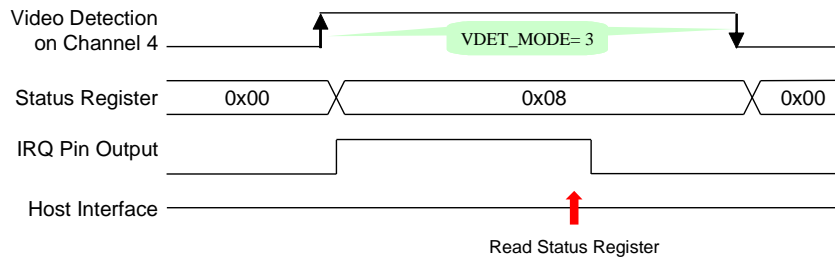 Video Detection
on Channel 4
VDET_MODE= 3
Status Register
0x00
0x08
0x00
IRQ Pin Output
Host Interface
Read Status Register